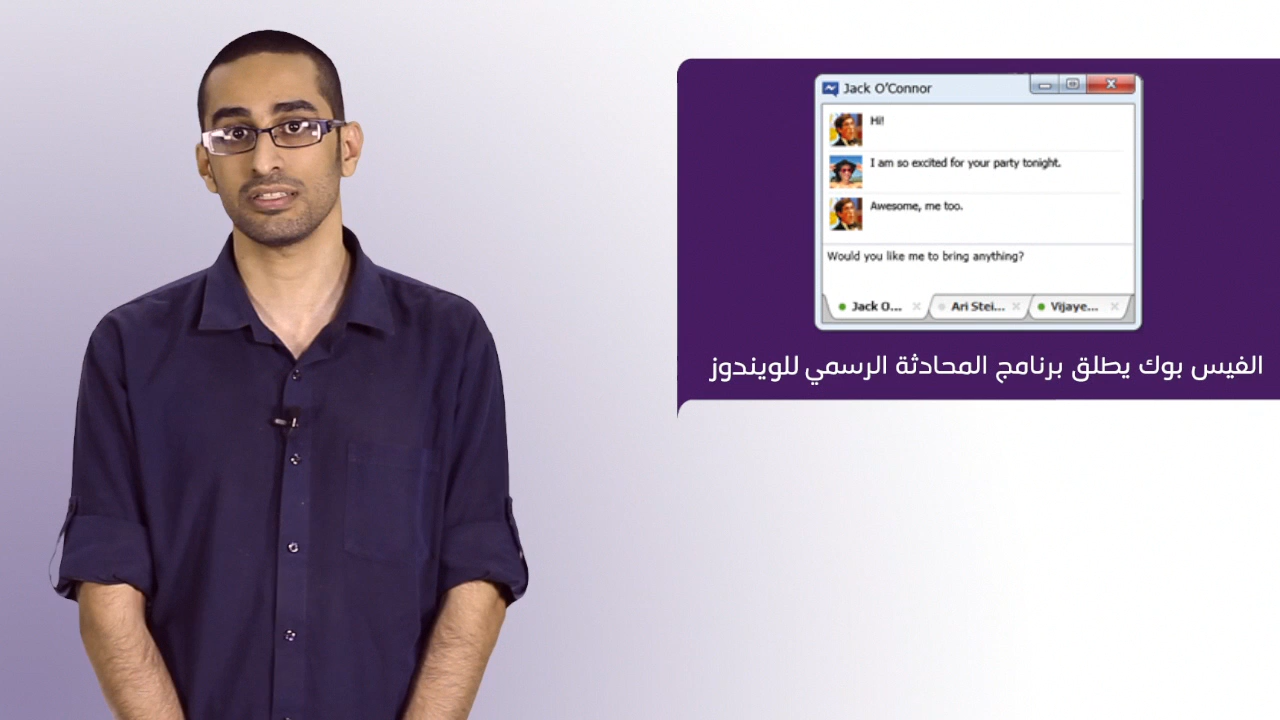 Jack O'Connor
Hi!
I am so excited for your party tonight.
Awesome, me too.
Would you like me to bring anything?
Jack O... Ari Stei... Vijaye...
الفيس بوك يطلق برنامج المحادثة الرسمي للويندوز